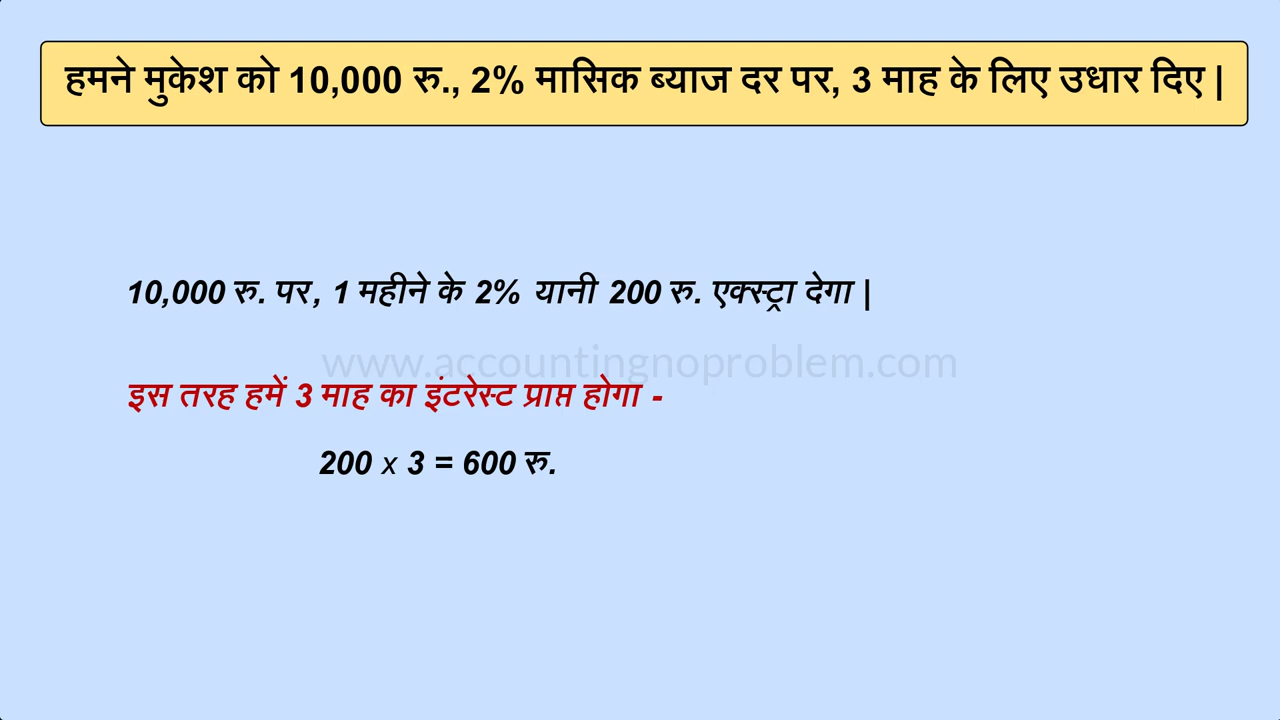 हमने मुकेश को 10,000 रु., 2% मासिक ब्याज दर पर, 3 माह के लिए उधार दिए |
10,000 रु. पर, 1 महीने के 2% यानी 200 रु. एक्स्ट्रा देगा |
www.accountingnoproblem.com
इस तरह हमें 3 माह का इंटरेस्ट प्राप्त होगा -
200 x 3 = 600 रु.